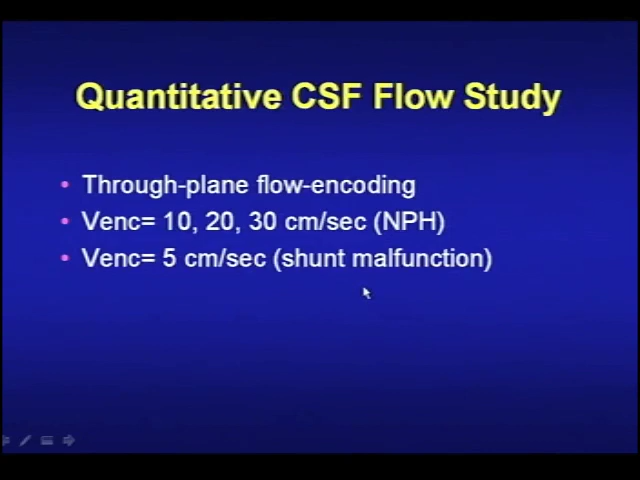 Quantitative CSF Flow Study
• Through-plane flow-encoding
• Venc= 10, 20, 30 cm/sec (NPH)
• Venc= 5 cm/sec (shunt malfunction)